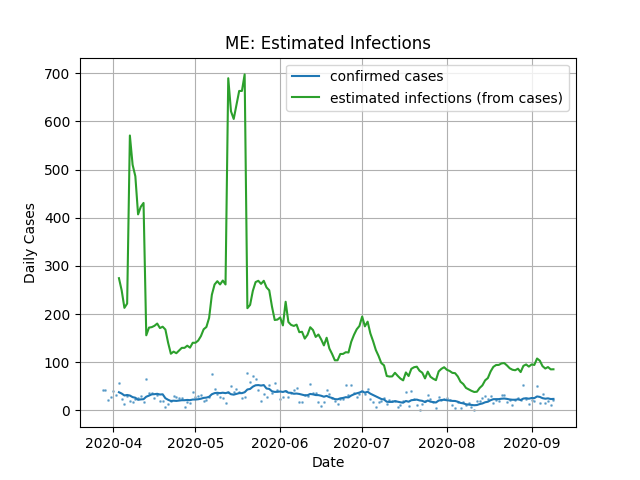 ME: Estimated Infections
confirmed cases
estimated infections (from cases)
Daily Cases
700
600
500
400
300
200
100
0
2020-04 2020-05 2020-06 2020-07 2020-08 2020-09
Date